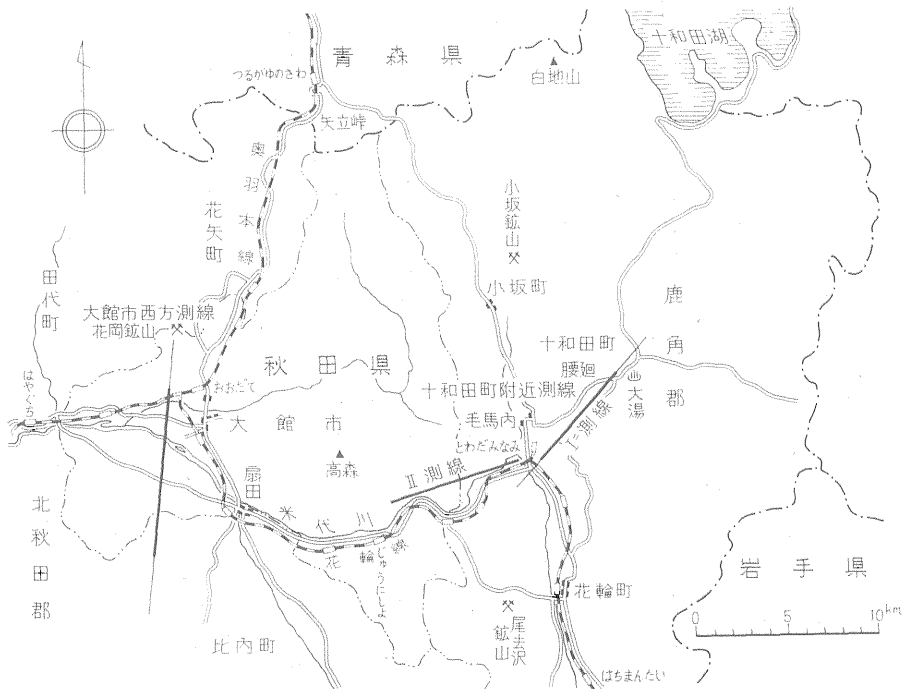 十和田湖
青森県
つるがゆのさわ
白地山
矢立峠
奥羽本線
小坂鉱山
花矢町
田代町
小坂町
鹿角郡
大館市西方測線
花岡鉱山
十和田町
秋田県
腰廻
はやぐち
おおだて
十和田町附近測線
大湯
大館市
毛馬内
I=測線
とわだみなみ
高森
II測線
扇田
北秋田郡
米代川
花輪線
じゅうにしよ
岩手県
花輪町
尾去沢
鉱山
0 5 10km
比内町
はちまんたい